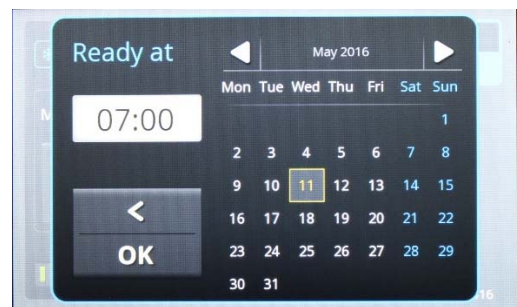 Ready at
07:00
<
OK
May 2016
Mon Tue Wed Thu Fri Sat Sun
1
2 3 4 5 6 7 8
9 10 11 12 13 14 15
16 17 18 19 20 21 22
23 24 25 26 27 28 29
30 31
16